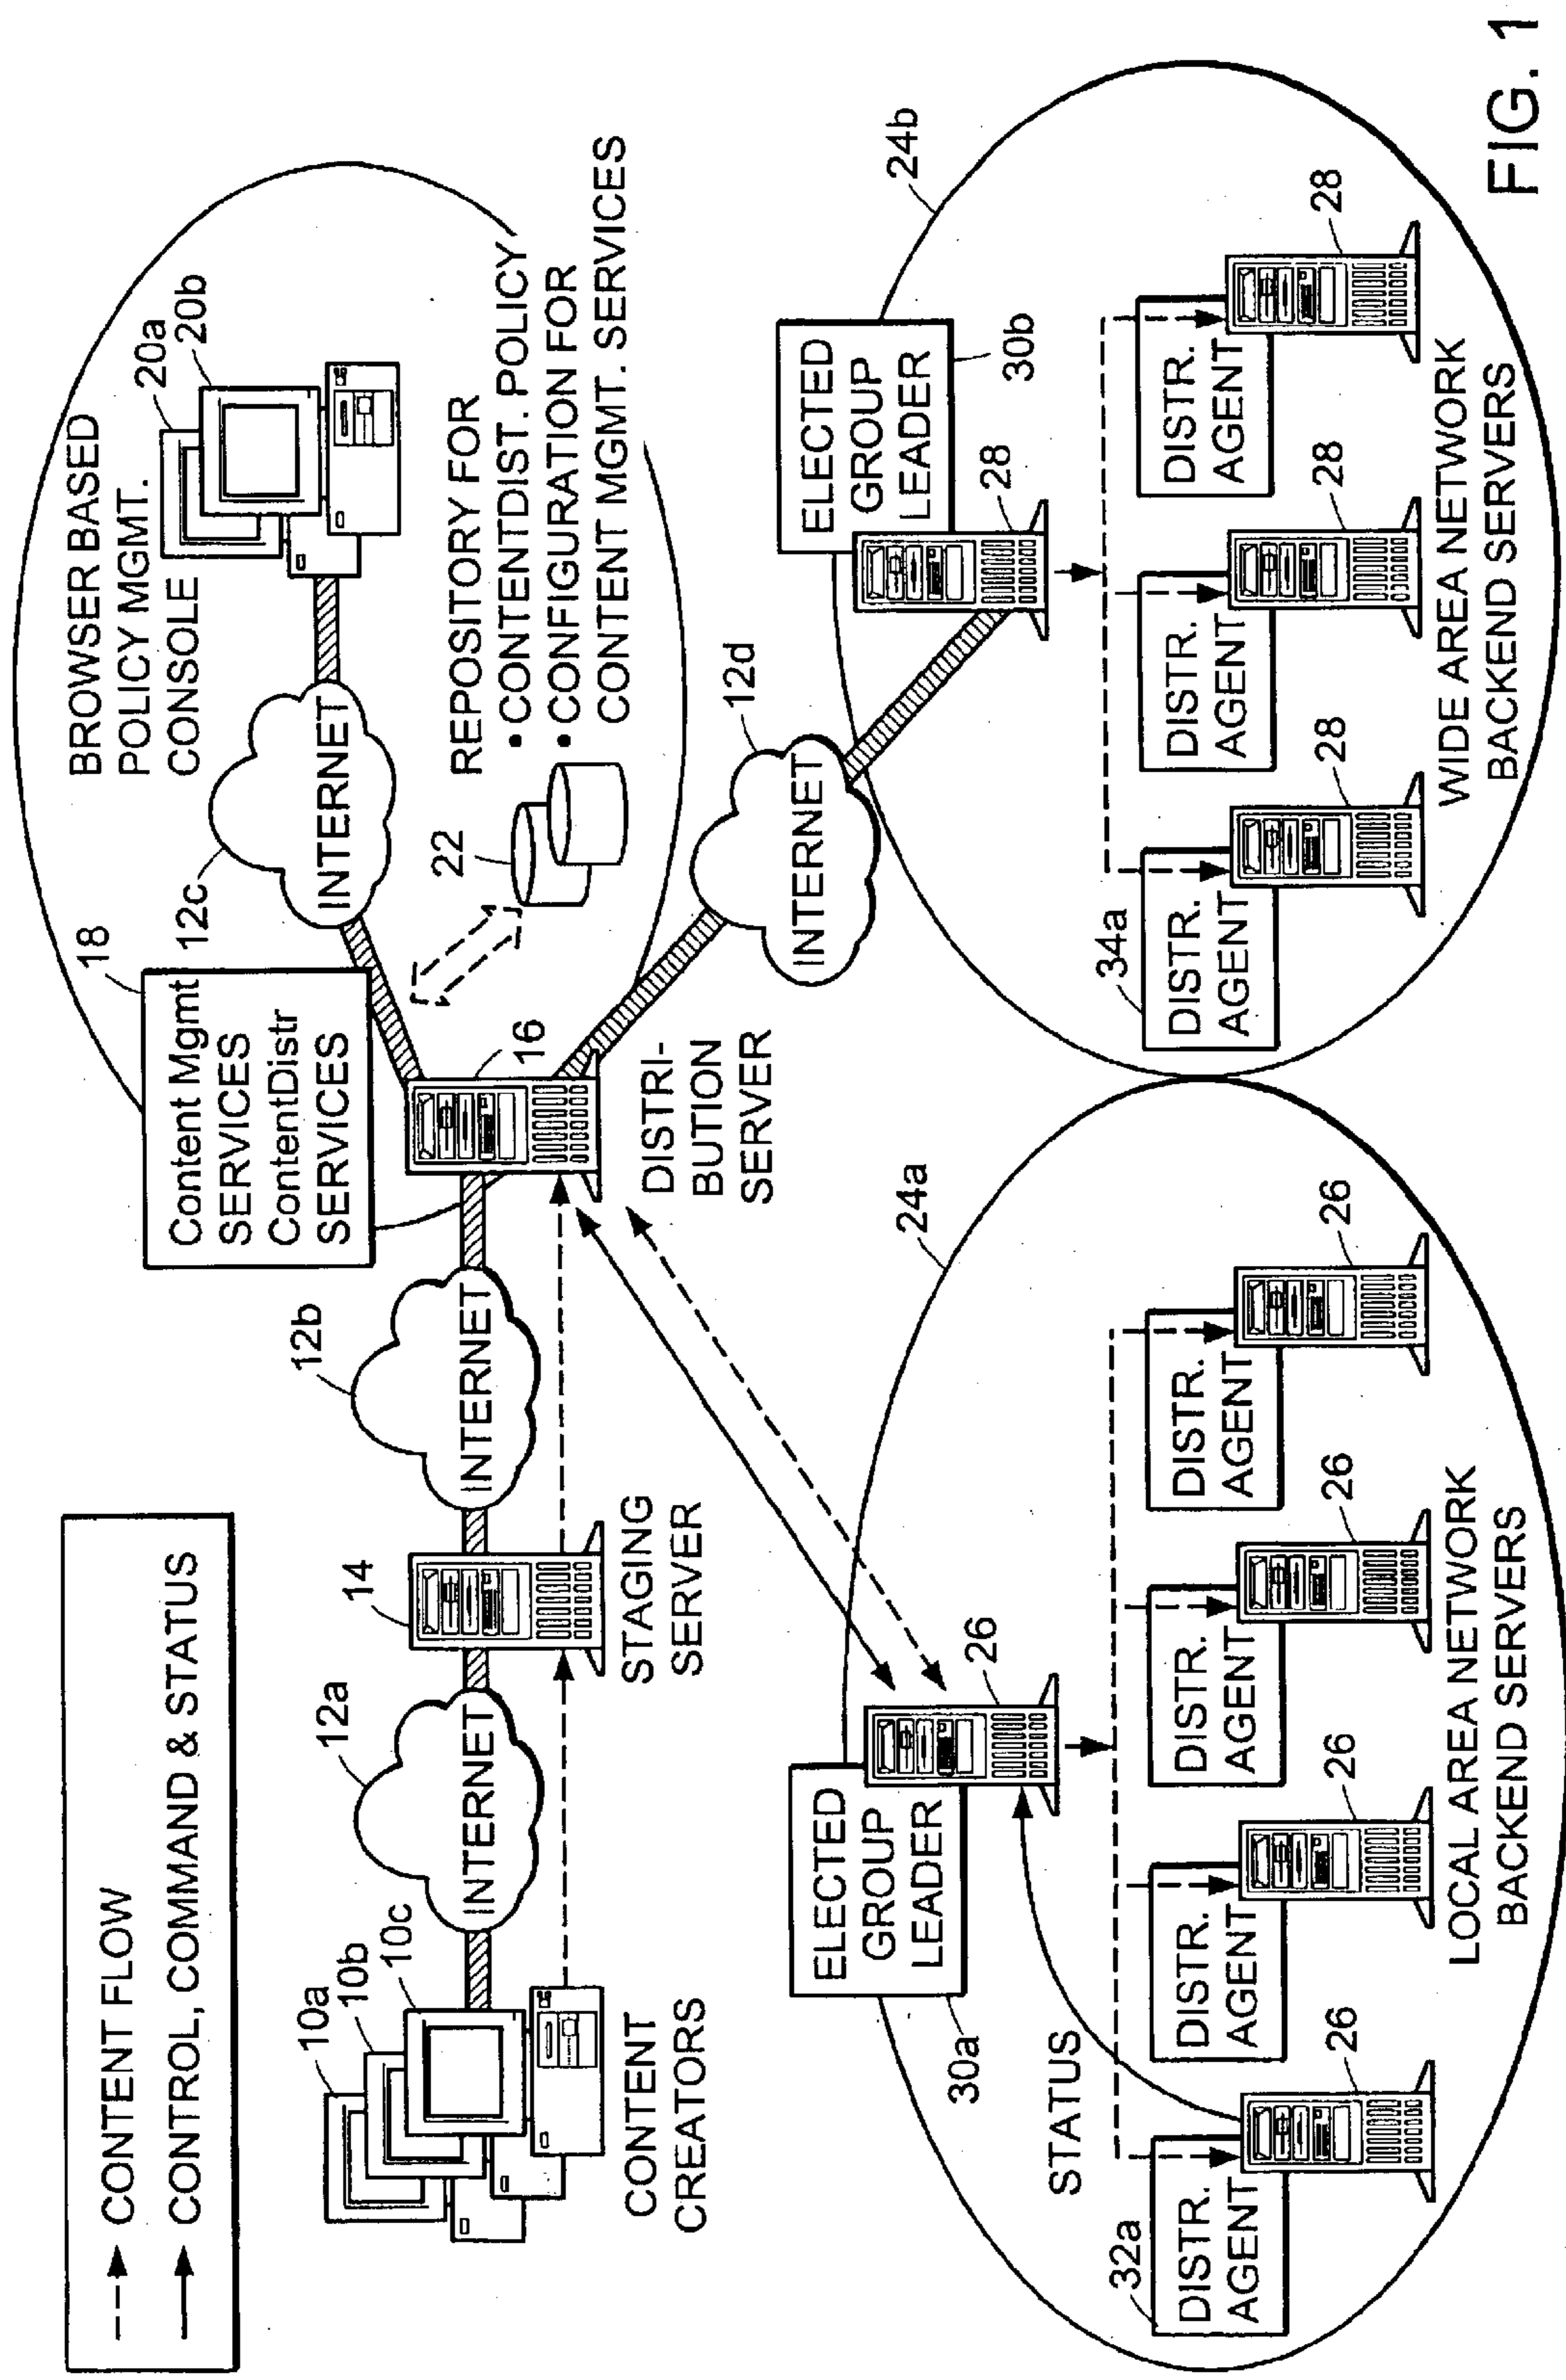 CONTENT FLOW
CONTROL, COMMAND & STATUS
10a
10b
10c
CONTENT
CREATORS
12a
INTERNET
14
STAGING
SERVER
12b
INTERNET
18
Content Mgmt
SERVICES
ContentDistr
SERVICES
16
DISTRI-
BUTION
SERVER
12c
INTERNET
BROWSER BASED
POLICY MGMT.
CONSOLE
20a
20b
22
REPOSITORY FOR
• CONTENTDIST. POLICY
• CONFIGURATION FOR
CONTENT MGMT. SERVICES
12d
INTERNET
24a
ELECTED
GROUP
LEADER
30a
26
STATUS
32a
DISTR.
AGENT
26
DISTR.
AGENT
26
DISTR.
AGENT
26
DISTR.
AGENT
26
LOCAL AREA NETWORK
BACKEND SERVERS
24b
ELECTED
GROUP
LEADER
30b
28
34a
DISTR.
AGENT
28
DISTR.
AGENT
28
DISTR.
AGENT
28
WIDE AREA NETWORK
BACKEND SERVERS
FIG. 1